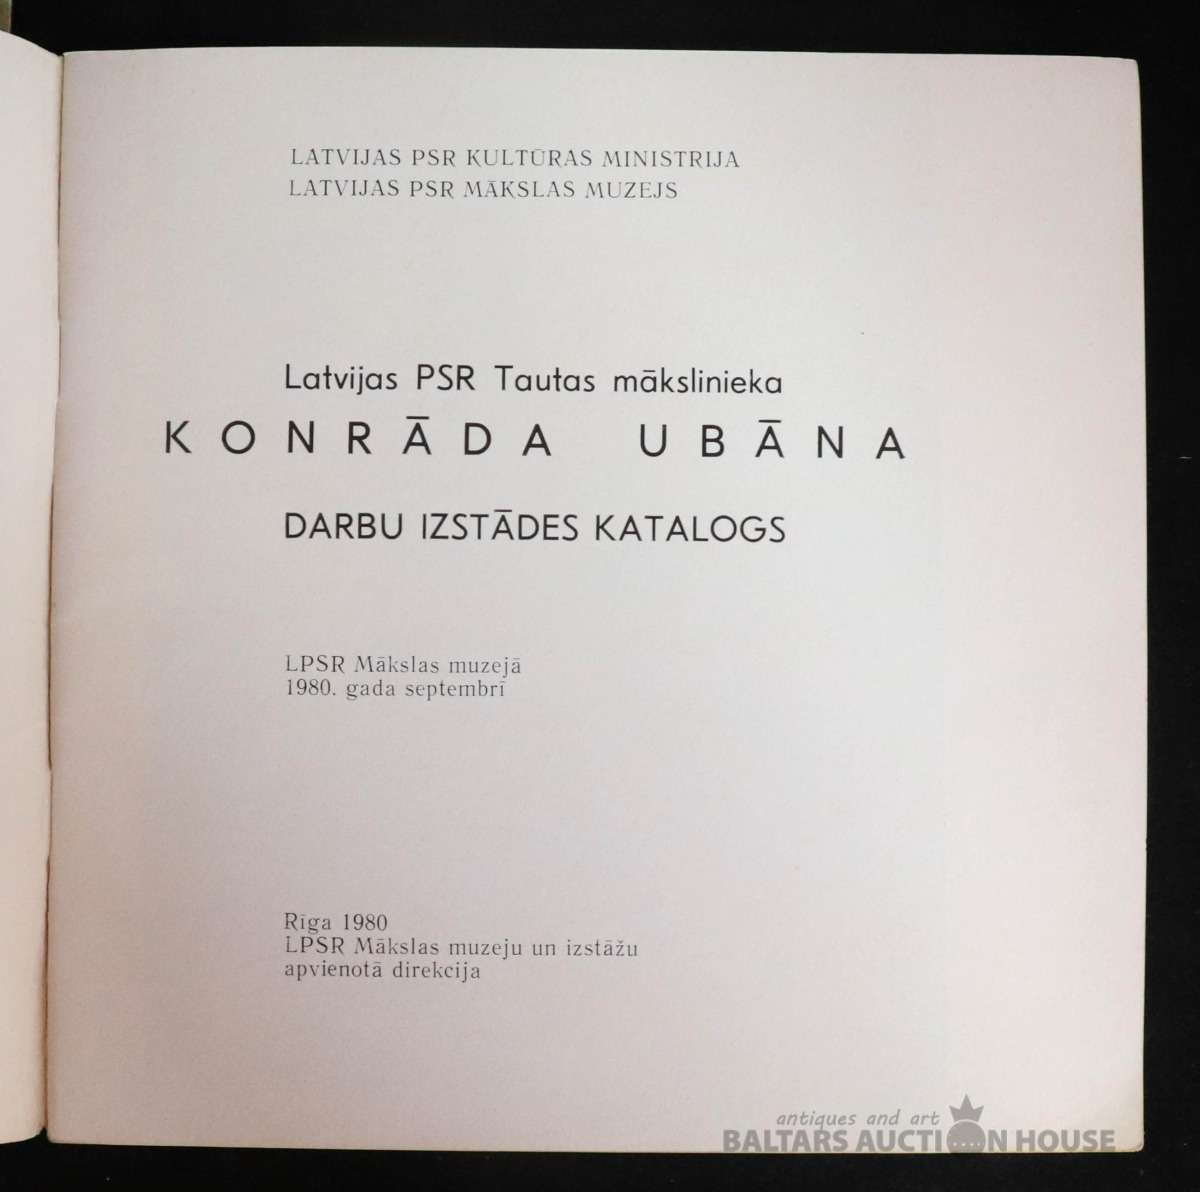 LATVIJAS PSR KULTŪRAS MINISTRIJA
LATVIJAS PSR MĀKSLAS MUZEJS
Latvijas PSR Tautas mākslinieka
KONRĀDA UBĀNA
DARBU IZSTĀDES KATALOGS
LPSR Mākslas muzejā
1980. gada septembrī
Rīga 1980
LPSR Mākslas muzeju un izstāžu
apvienotā direkcija
antiques and art
BALTARS AUCTION HOUSE